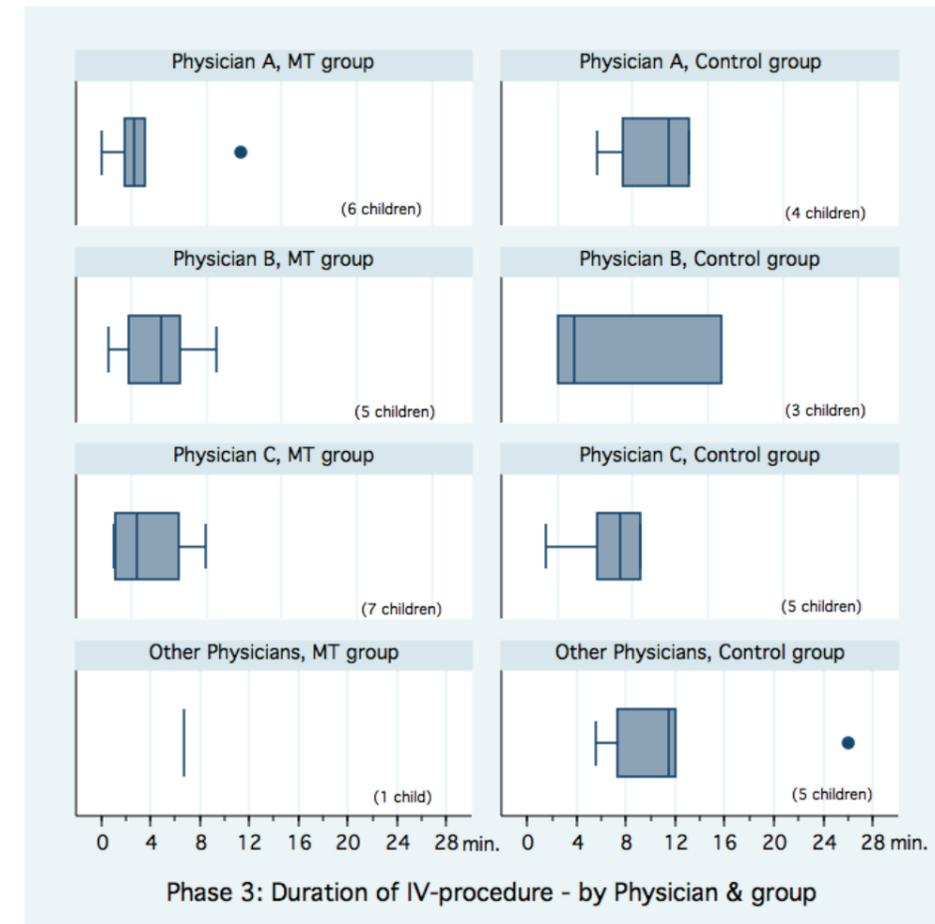 Physician A, MT group
Physician A, Control group
(6 children)
(4 children)
Physician B, MT group
Physician B, Control group
(5 children)
(3 children)
Physician C, MT group
Physician C, Control group
(7 children)
(5 children)
Other Physicians, MT group
Other Physicians, Control group
(1 child)
(5 children)
0 4 8 12 16 20 24 28 min.
0 4 8 12 16 20 24 28 min.
Phase 3: Duration of IV-procedure - by Physician & group